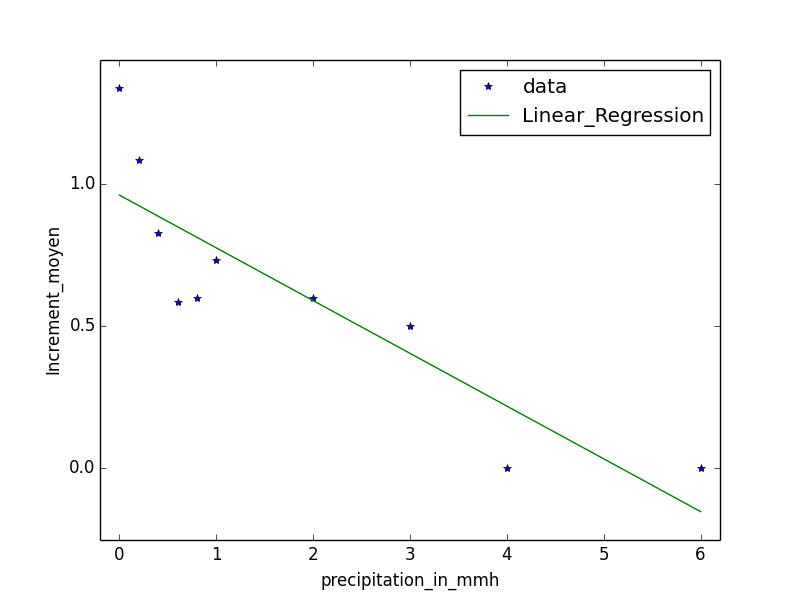 data
Linear_Regression
1.0
0.5
0.0
Increment_moyen
0 1 2 3 4 5 6
precipitation_in_mmh